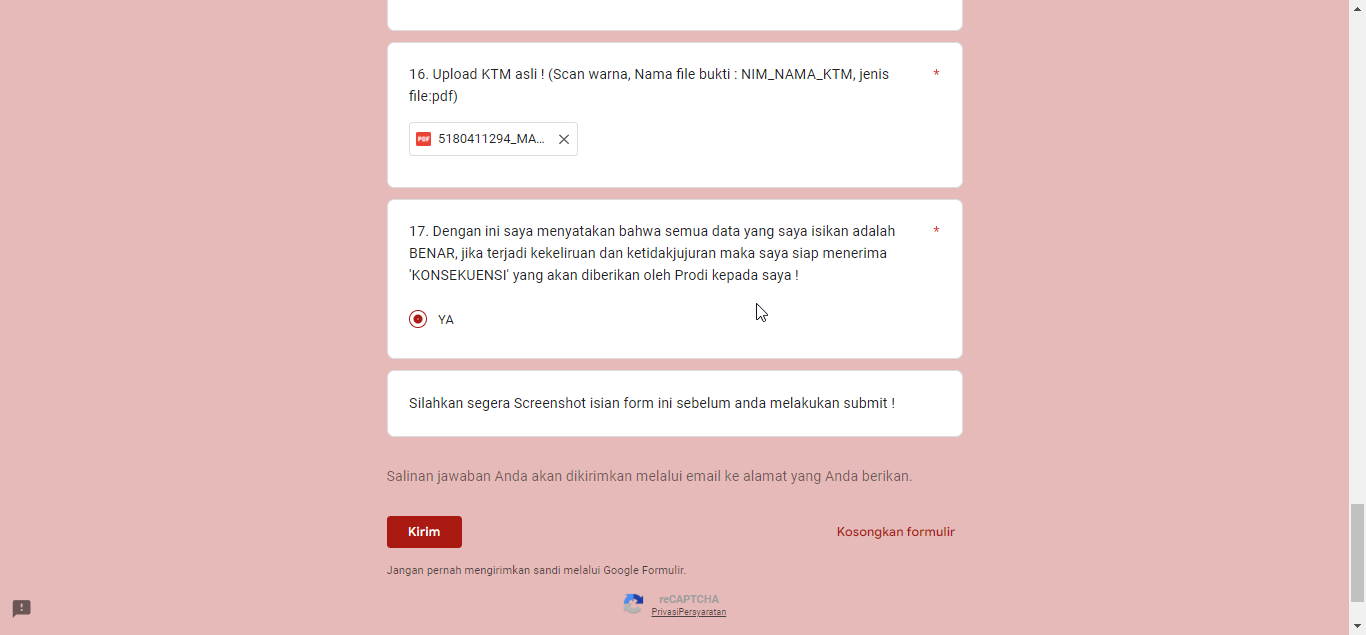 16. Upload KTM asli ! (Scan warna, Nama file bukti : NIM_NAMA_KTM, jenis *
file:pdf)
PDF 5180411294_MA...
17. Dengan ini saya menyatakan bahwa semua data yang saya isikan adalah *
BENAR, jika terjadi kekeliruan dan ketidakjujuran maka saya siap menerima
'KONSEKUENSI' yang akan diberikan oleh Prodi kepada saya !
YA
Silahkan segera Screenshot isian form ini sebelum anda melakukan submit !
Salinan jawaban Anda akan dikirimkan melalui email ke alamat yang Anda berikan.
Kirim
Kosongkan formulir
Jangan pernah mengirimkan sandi melalui Google Formulir.
reCAPTCHA
PrivasiPersyaratan